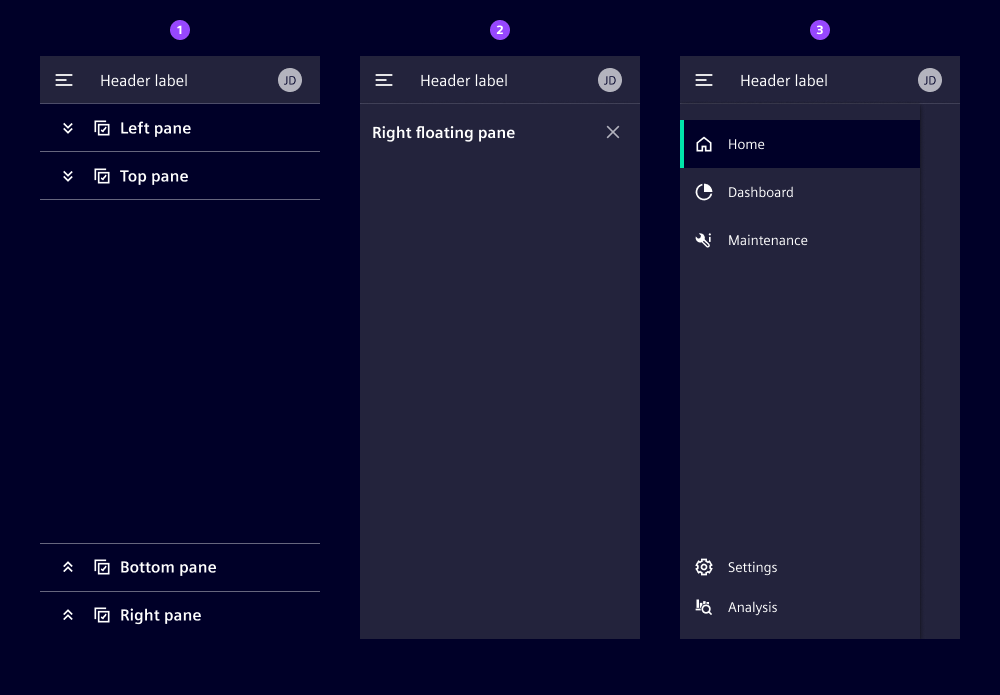 1
Header label
JD
Left pane
Top pane
Bottom pane
Right pane
2
Header label
JD
Right floating pane
3
Header label
JD
Home
Dashboard
Maintenance
Settings
Analysis